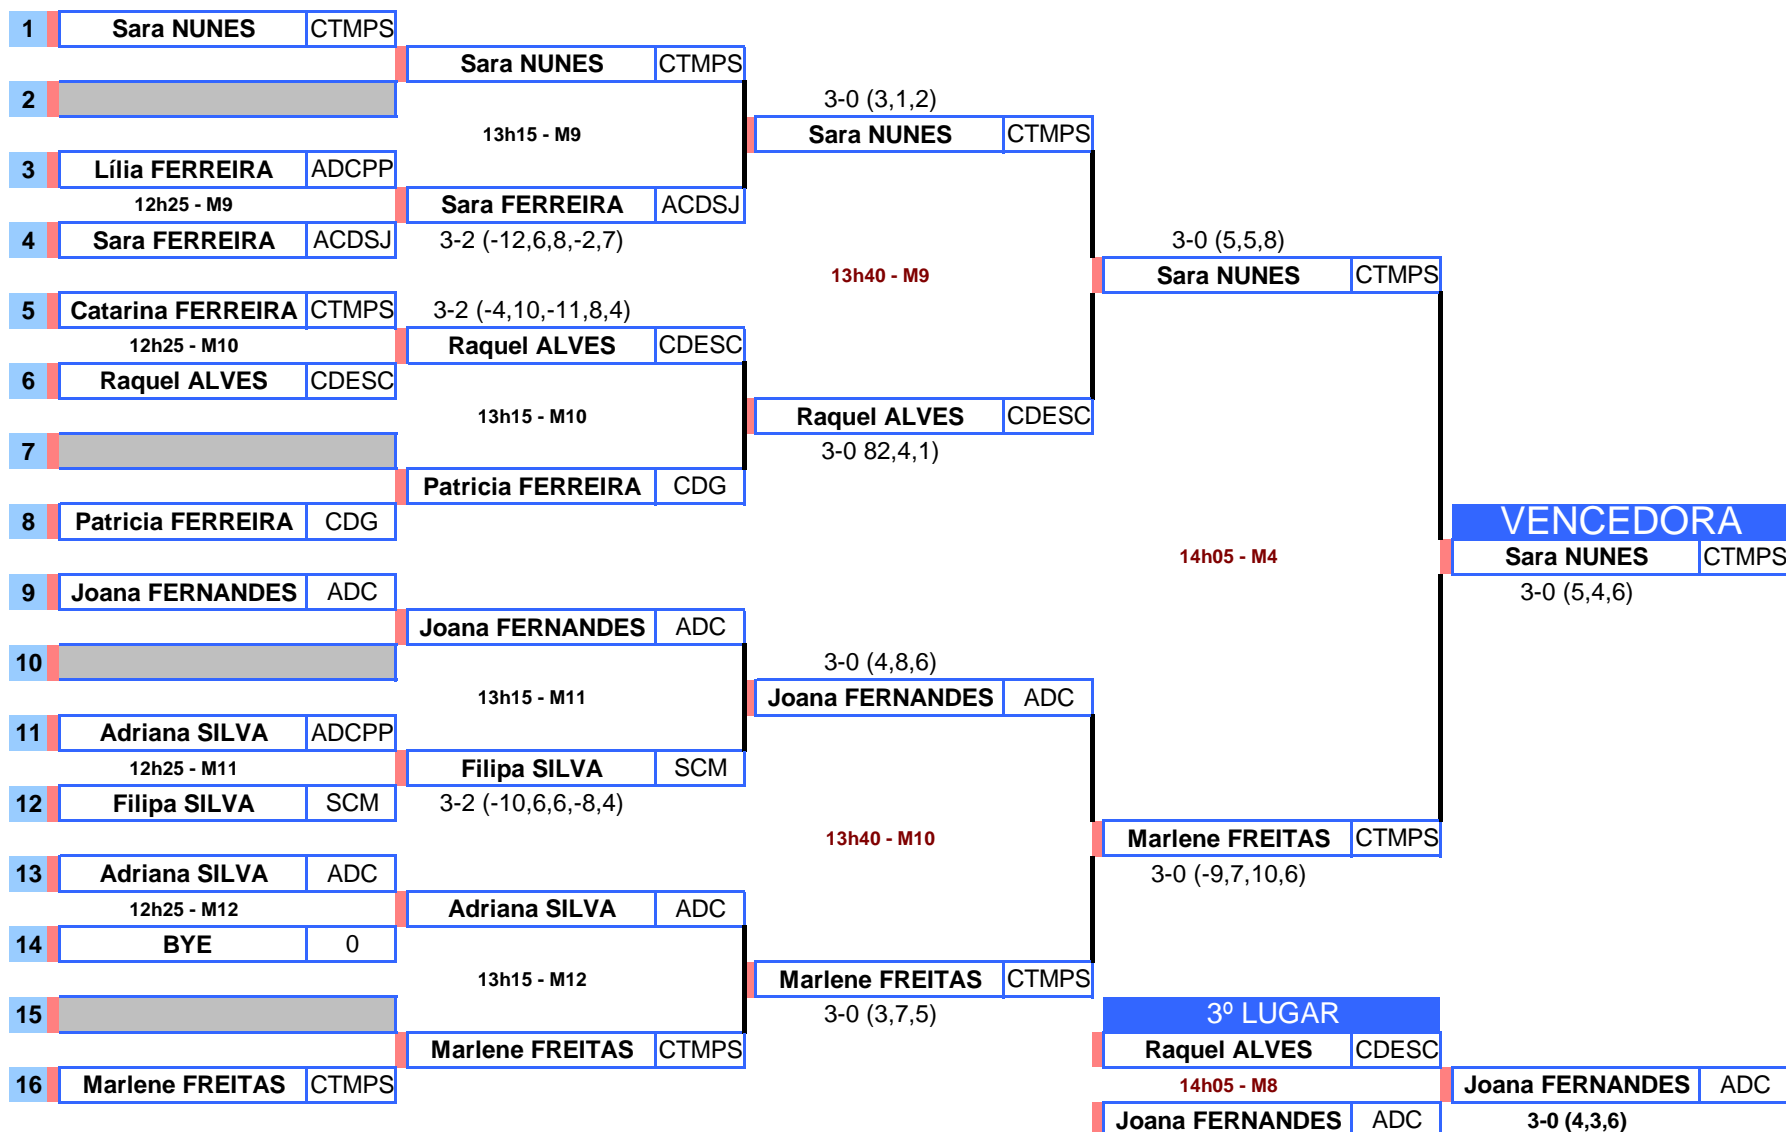 1 Sara NUNES CTMPS
Sara NUNES CTMPS
2 3-0 (3,1,2)
13h15 - M9 Sara NUNES CTMPS
3 Lília FERREIRA ADCPP
12h25 - M9 Sara FERREIRA ACDSJ
4 Sara FERREIRA ACDSJ 3-2 (-12,6,8,-2,7) 3-0 (5,5,8)
13h40 - M9 Sara NUNES CTMPS
5 Catarina FERREIRA CTMPS 3-2 (-4,10,-11,8,4)
12h25 - M10 Raquel ALVES CDESC
6 Raquel ALVES CDESC
13h15 - M10 Raquel ALVES CDESC
7 3-0 82,4,1)
Patricia FERREIRA CDG
8 Patricia FERREIRA CDG VENCEDORA
14h05 - M4 Sara NUNES CTMPS
9 Joana FERNANDES ADC 3-0 (5,4,6)
Joana FERNANDES ADC
10 3-0 (4,8,6)
13h15 - M11 Joana FERNANDES ADC
11 Adriana SILVA ADCPP
12h25 - M11 Filipa SILVA SCM
12 Filipa SILVA SCM 3-2 (-10,6,6,-8,4)
13h40 - M10 Marlene FREITAS CTMPS
13 Adriana SILVA ADC 3-0 (-9,7,10,6)
12h25 - M12 Adriana SILVA ADC
14 BYE 0
13h15 - M12 Marlene FREITAS CTMPS
15 3-0 (3,7,5) 3º LUGAR
Marlene FREITAS CTMPS Raquel ALVES CDESC
16 Marlene FREITAS CTMPS 14h05 - M8 Joana FERNANDES ADC
Joana FERNANDES ADC 3-0 (4,3,6)